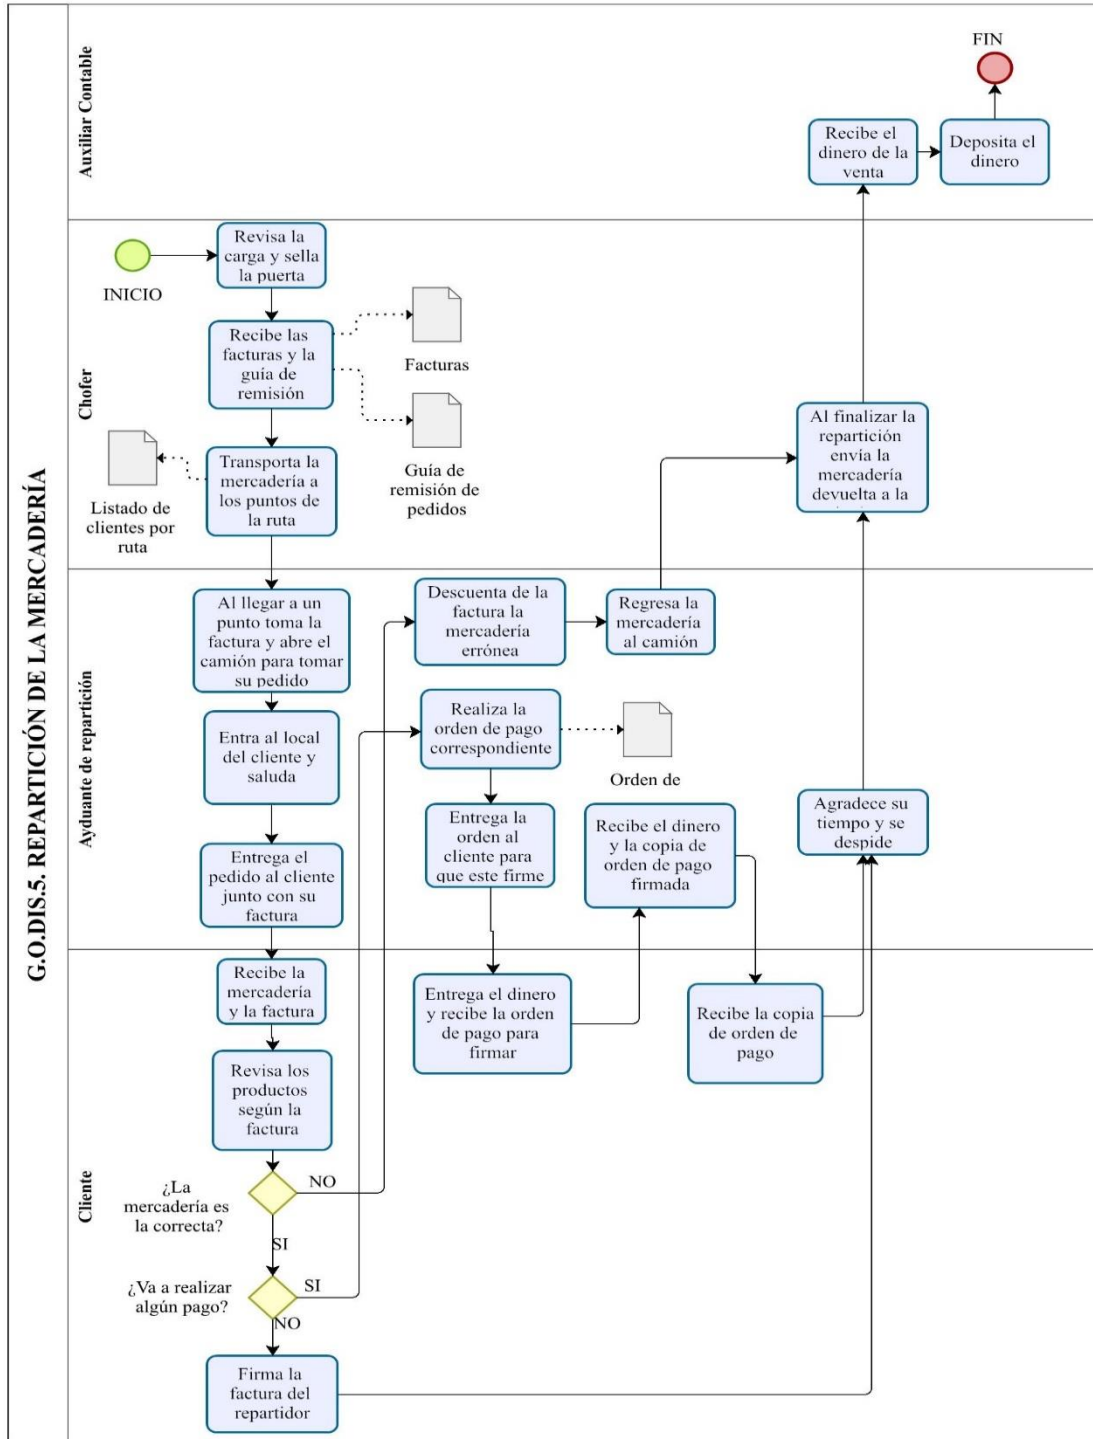 G.O.DIS.5. REPARTICIÓN DE LA MERCADERÍA
Auxiliar Contable
FIN
Recibe el
dinero de la
venta
Deposita el
dinero
Chofer
INICIO
Revisa la
carga y sella
la puerta
Recibe las
facturas y la
guía de
remisión
Facturas
Guía de
remisión de
pedidos
Transporta la
mercadería a
los puntos de
la ruta
Listado de
clientes por
ruta
Al finalizar la
repartición
envía la
mercadería
devuelta a la
Ayduante de repartición
Al llegar a un
punto toma la
factura y abre el
camión para tomar
su pedido
Entra al local
del cliente y
saluda
Entrega el
pedido al cliente
junto con su
factura
Descuenta de la
factura la
mercadería
errónea
Regresa la
mercadería
al camión
Realiza la
orden de pago
correspondiente
Orden de
Entrega la
orden al
cliente para
que este firme
Recibe el dinero
y la copia de
orden de pago
firmada
Agradece su
tiempo y se
despide
Cliente
Recibe la
mercadería
y la factura
Revisa los
productos
según la
factura
Entrega el dinero
y recibe la orden
de pago para
firmar
Recibe la copia
de orden de
pago
¿La
mercadería es
la correcta?
NO
SI
¿Va a realizar
algún pago?
SI
NO
Firma la
factura del
repartidor